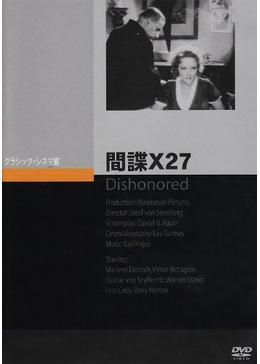 クラシック・シネマ館
間諜X27
Dishonored
Production: Paramount Pictures
Director: Josef von Sternberg
Screenplay: Daniel N. Rubin
Cinematography: Lee Garmes
Music: Karl Hajos
Starring:
Marlene Dietrich, Victor McLaglen
Gustav von Seyffertitz, Warner Oland
Lew Cody, Barry Norton
DVD
VIDEO